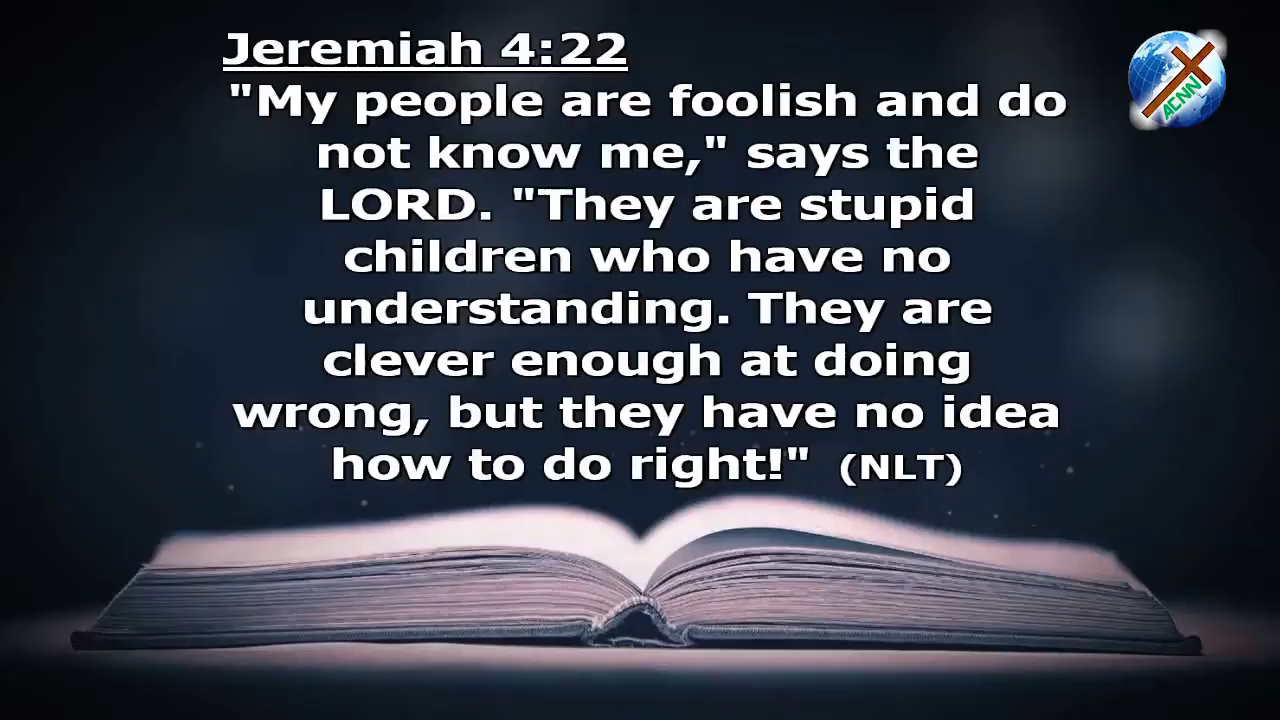 Jeremiah 4:22
"My people are foolish and do
not know me," says the
LORD. "They are stupid
children who have no
understanding. They are
clever enough at doing
wrong, but they have no idea
how to do right!" (NLT)
ACNN